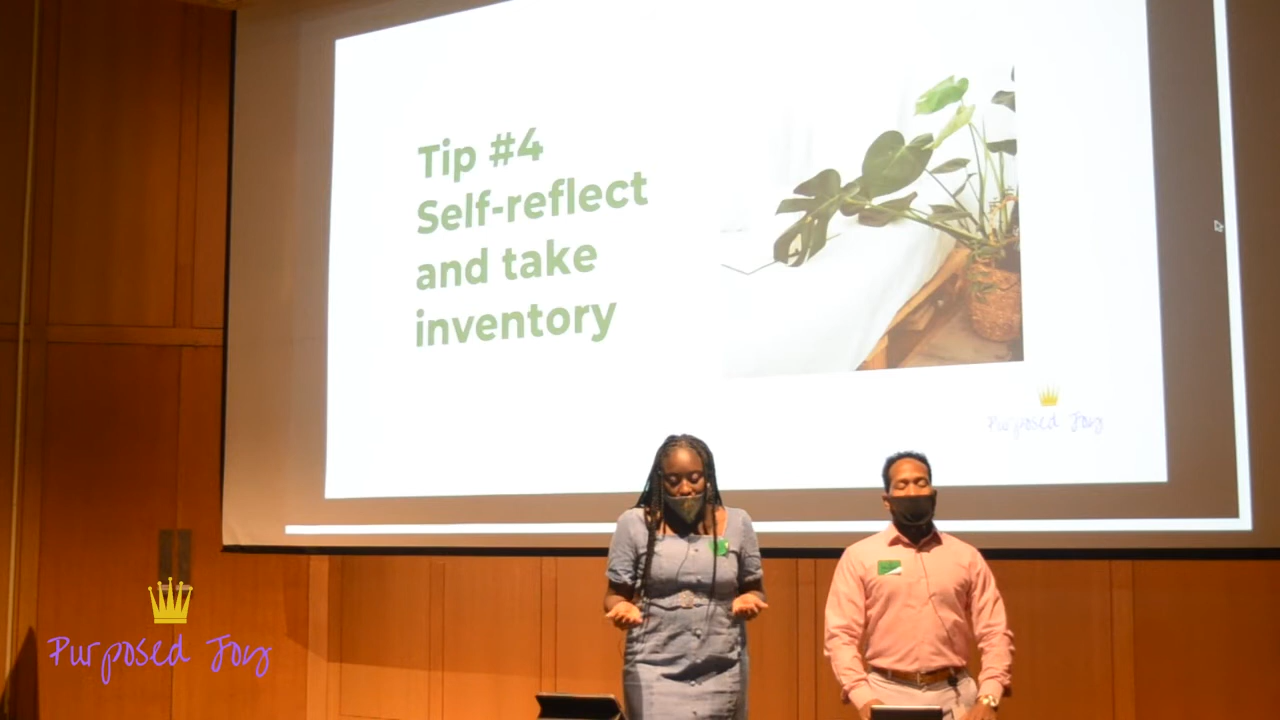 Tip #4
Self-reflect
and take
inventory
Purposed Joy
Purposed Joy